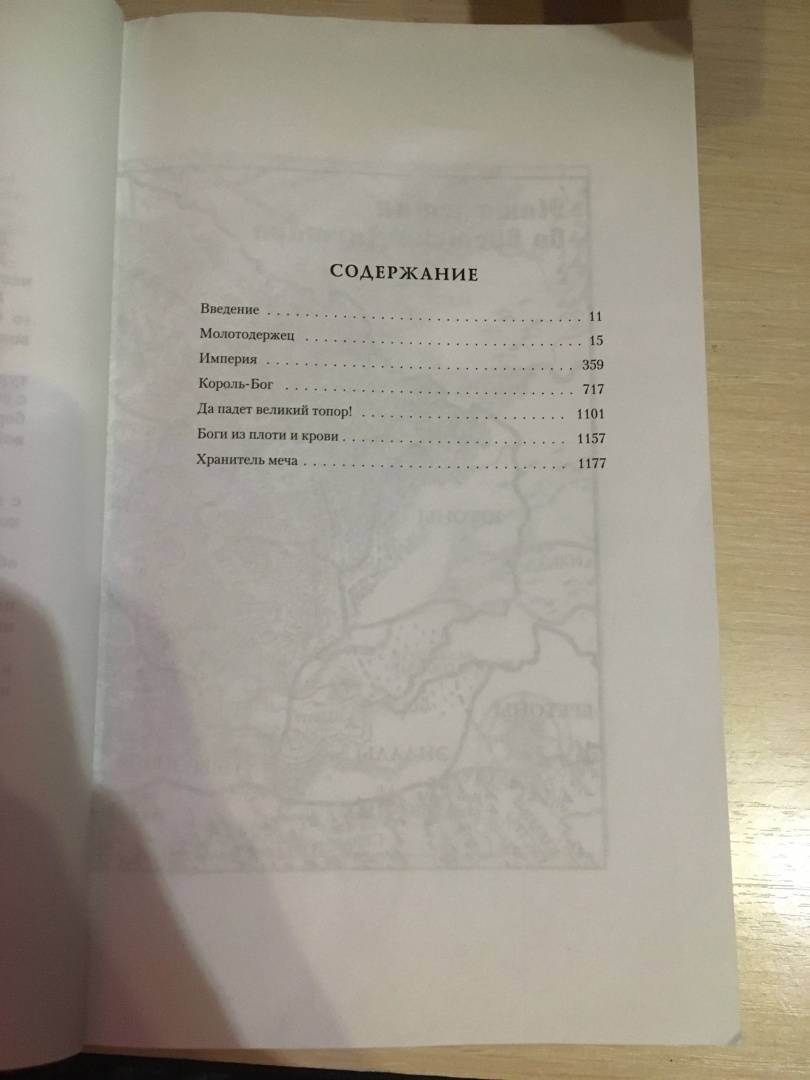 СОДЕРЖАНИЕ
Введение . . . . . . . . . . . . . . . . . . . . . . . . . . . . . . . . . . 11
Молотодержец . . . . . . . . . . . . . . . . . . . . . . . . . . . . . 15
Империя . . . . . . . . . . . . . . . . . . . . . . . . . . . . . . . . . 359
Король-Бог . . . . . . . . . . . . . . . . . . . . . . . . . . . . . . . 717
Да падет великий топор! . . . . . . . . . . . . . . . . . . . . . . 1101
Боги из плоти и крови . . . . . . . . . . . . . . . . . . . . . . . . 1157
Хранитель меча . . . . . . . . . . . . . . . . . . . . . . . . . . . . 1177